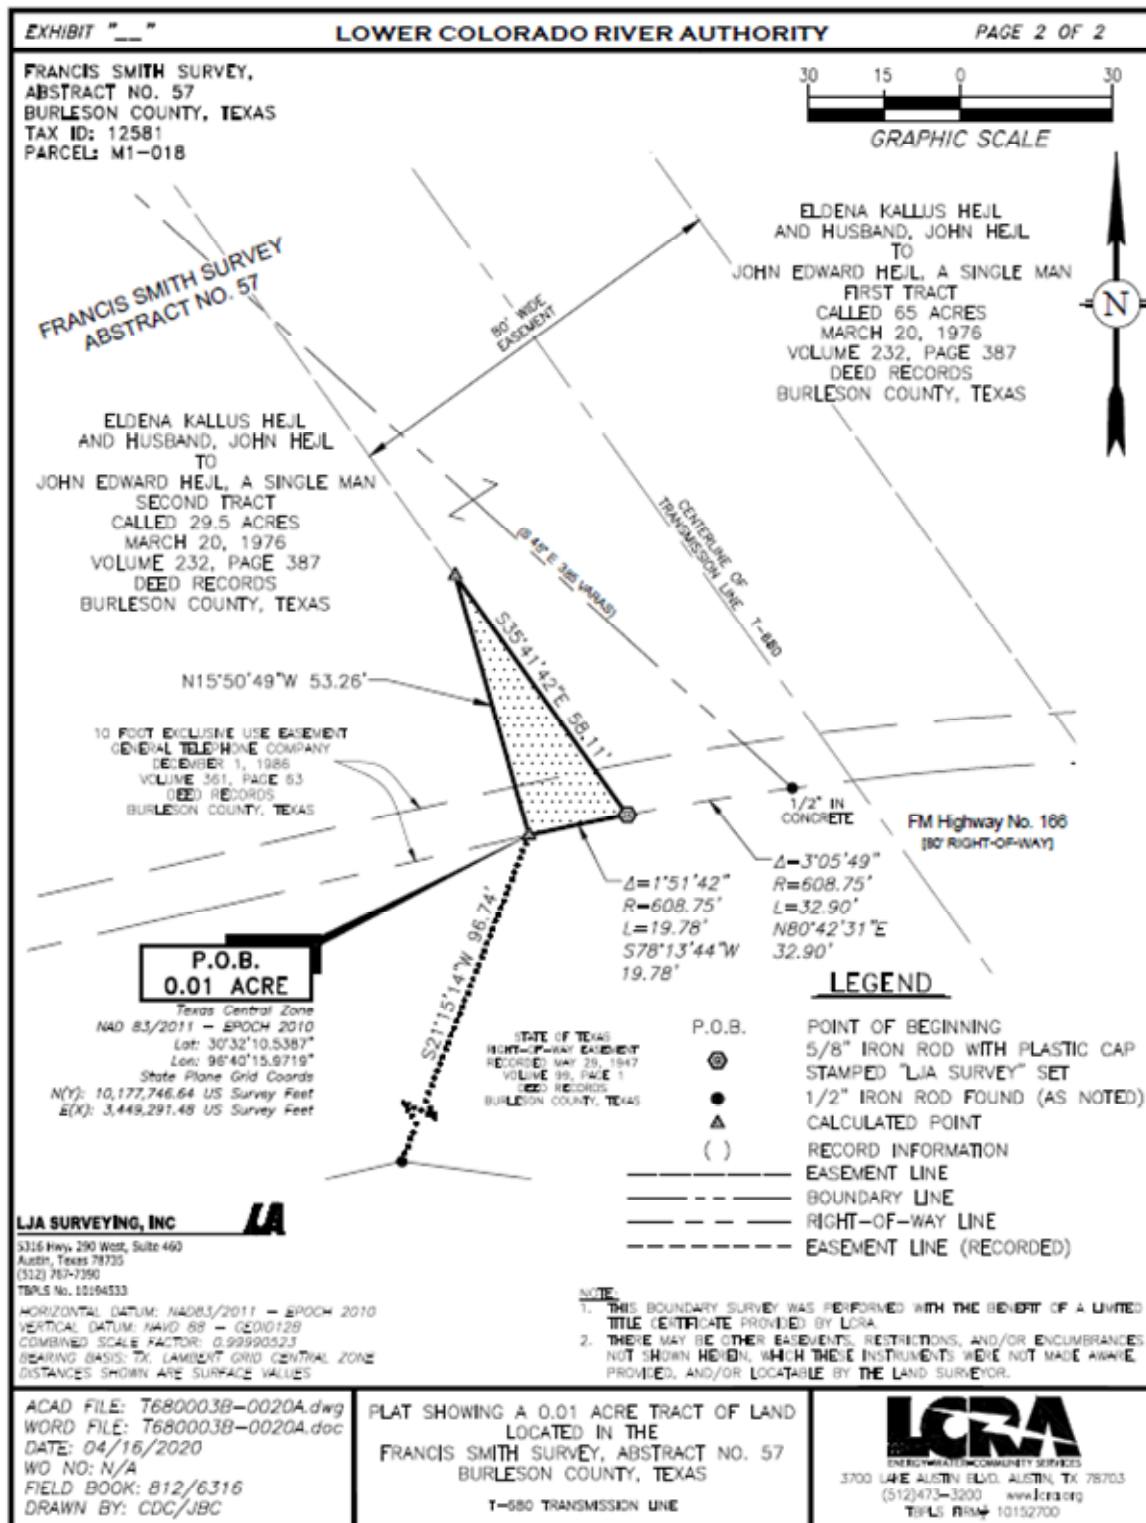 EXHIBIT "__"
LOWER COLORADO RIVER AUTHORITY
PAGE 2 OF 2
FRANCIS SMITH SURVEY,
ABSTRACT NO. 57
BURLESON COUNTY, TEXAS
TAX ID: 12581
PARCEL: M1-018
30 15 0 30
GRAPHIC SCALE
N
FRANCIS SMITH SURVEY
ABSTRACT NO. 57
80' WIDE
EASEMENT
ELDENA KALLUS HEJL
AND HUSBAND, JOHN HEJL
TO
JOHN EDWARD HEJL, A SINGLE MAN
FIRST TRACT
CALLED 65 ACRES
MARCH 20, 1976
VOLUME 232, PAGE 387
DEED RECORDS
BURLESON COUNTY, TEXAS
ELDENA KALLUS HEJL
AND HUSBAND, JOHN HEJL
TO
JOHN EDWARD HEJL, A SINGLE MAN
SECOND TRACT
CALLED 29.5 ACRES
MARCH 20, 1976
VOLUME 232, PAGE 387
DEED RECORDS
BURLESON COUNTY, TEXAS
CENTERLINE OF
TRANSMISSION LINE T-680
VARAS)
S35°41'42"E 58.11'
N15°50'49"W 53.26'
10 FOOT EXCLUSIVE USE EASEMENT
GENERAL TELEPHONE COMPANY
DECEMBER 1, 1986
VOLUME 361, PAGE 63
DEED RECORDS
BURLESON COUNTY, TEXAS
1/2" IN
CONCRETE
FM Highway No. 166
[80' RIGHT-OF-WAY]
Δ=1°51'42"
R=608.75'
L=19.78'
S78°13'44"W
19.78'
Δ=3°05'49"
R=608.75'
L=32.90'
N80°42'31"E
32.90'
S21°15'14"W 96.74'
P.O.B.
0.01 ACRE
Texas Central Zone
NAD 83/2011 - EPOCH 2010
Lat: 30°32'10.5387"
Lon: 96°40'15.9719"
State Plane Grid Coords
N(Y): 10,177,746.64 US Survey Feet
E(X): 3,449,291.48 US Survey Feet
STATE OF TEXAS
RIGHT-OF-WAY EASEMENT
RECORDED MAY 29, 1947
VOLUME 99, PAGE 1
DEED RECORDS
BURLESON COUNTY, TEXAS
LEGEND
P.O.B. POINT OF BEGINNING
5/8" IRON ROD WITH PLASTIC CAP
STAMPED "LJA SURVEY" SET
1/2" IRON ROD FOUND (AS NOTED)
CALCULATED POINT
( ) RECORD INFORMATION
EASEMENT LINE
BOUNDARY LINE
RIGHT-OF-WAY LINE
EASEMENT LINE (RECORDED)
LJA SURVEYING, INC LJA
5316 Hwy. 290 West, Suite 460
Austin, Texas 78735
(512) 767-7390
TBPLS No. 10194533
HORIZONTAL DATUM: NAD83/2011 - EPOCH 2010
VERTICAL DATUM: NAVD 88 - GEOID12B
COMBINED SCALE FACTOR: 0.99990523
BEARING BASIS: TX. LAMBERT GRID CENTRAL ZONE
DISTANCES SHOWN ARE SURFACE VALUES
NOTE:
1. THIS BOUNDARY SURVEY WAS PERFORMED WITH THE BENEFIT OF A LIMITED
TITLE CERTIFICATE PROVIDED BY LCRA.
2. THERE MAY BE OTHER EASEMENTS, RESTRICTIONS, AND/OR ENCUMBRANCES
NOT SHOWN HEREIN, WHICH THESE INSTRUMENTS WERE NOT MADE AWARE,
PROVIDED, AND/OR LOCATABLE BY THE LAND SURVEYOR.
ACAD FILE: T680003B-0020A.dwg
WORD FILE: T680003B-0020A.doc
DATE: 04/16/2020
WO NO: N/A
FIELD BOOK: 812/6316
DRAWN BY: CDC/JBC
PLAT SHOWING A 0.01 ACRE TRACT OF LAND
LOCATED IN THE
FRANCIS SMITH SURVEY, ABSTRACT NO. 57
BURLESON COUNTY, TEXAS
T-680 TRANSMISSION LINE
LCRA
ENERGY•WATER•COMMUNITY SERVICES
3700 LAKE AUSTIN BLVD. AUSTIN, TX 78703
(512)473-3200 www.lcra.org
TBPLS FIRM# 10152700